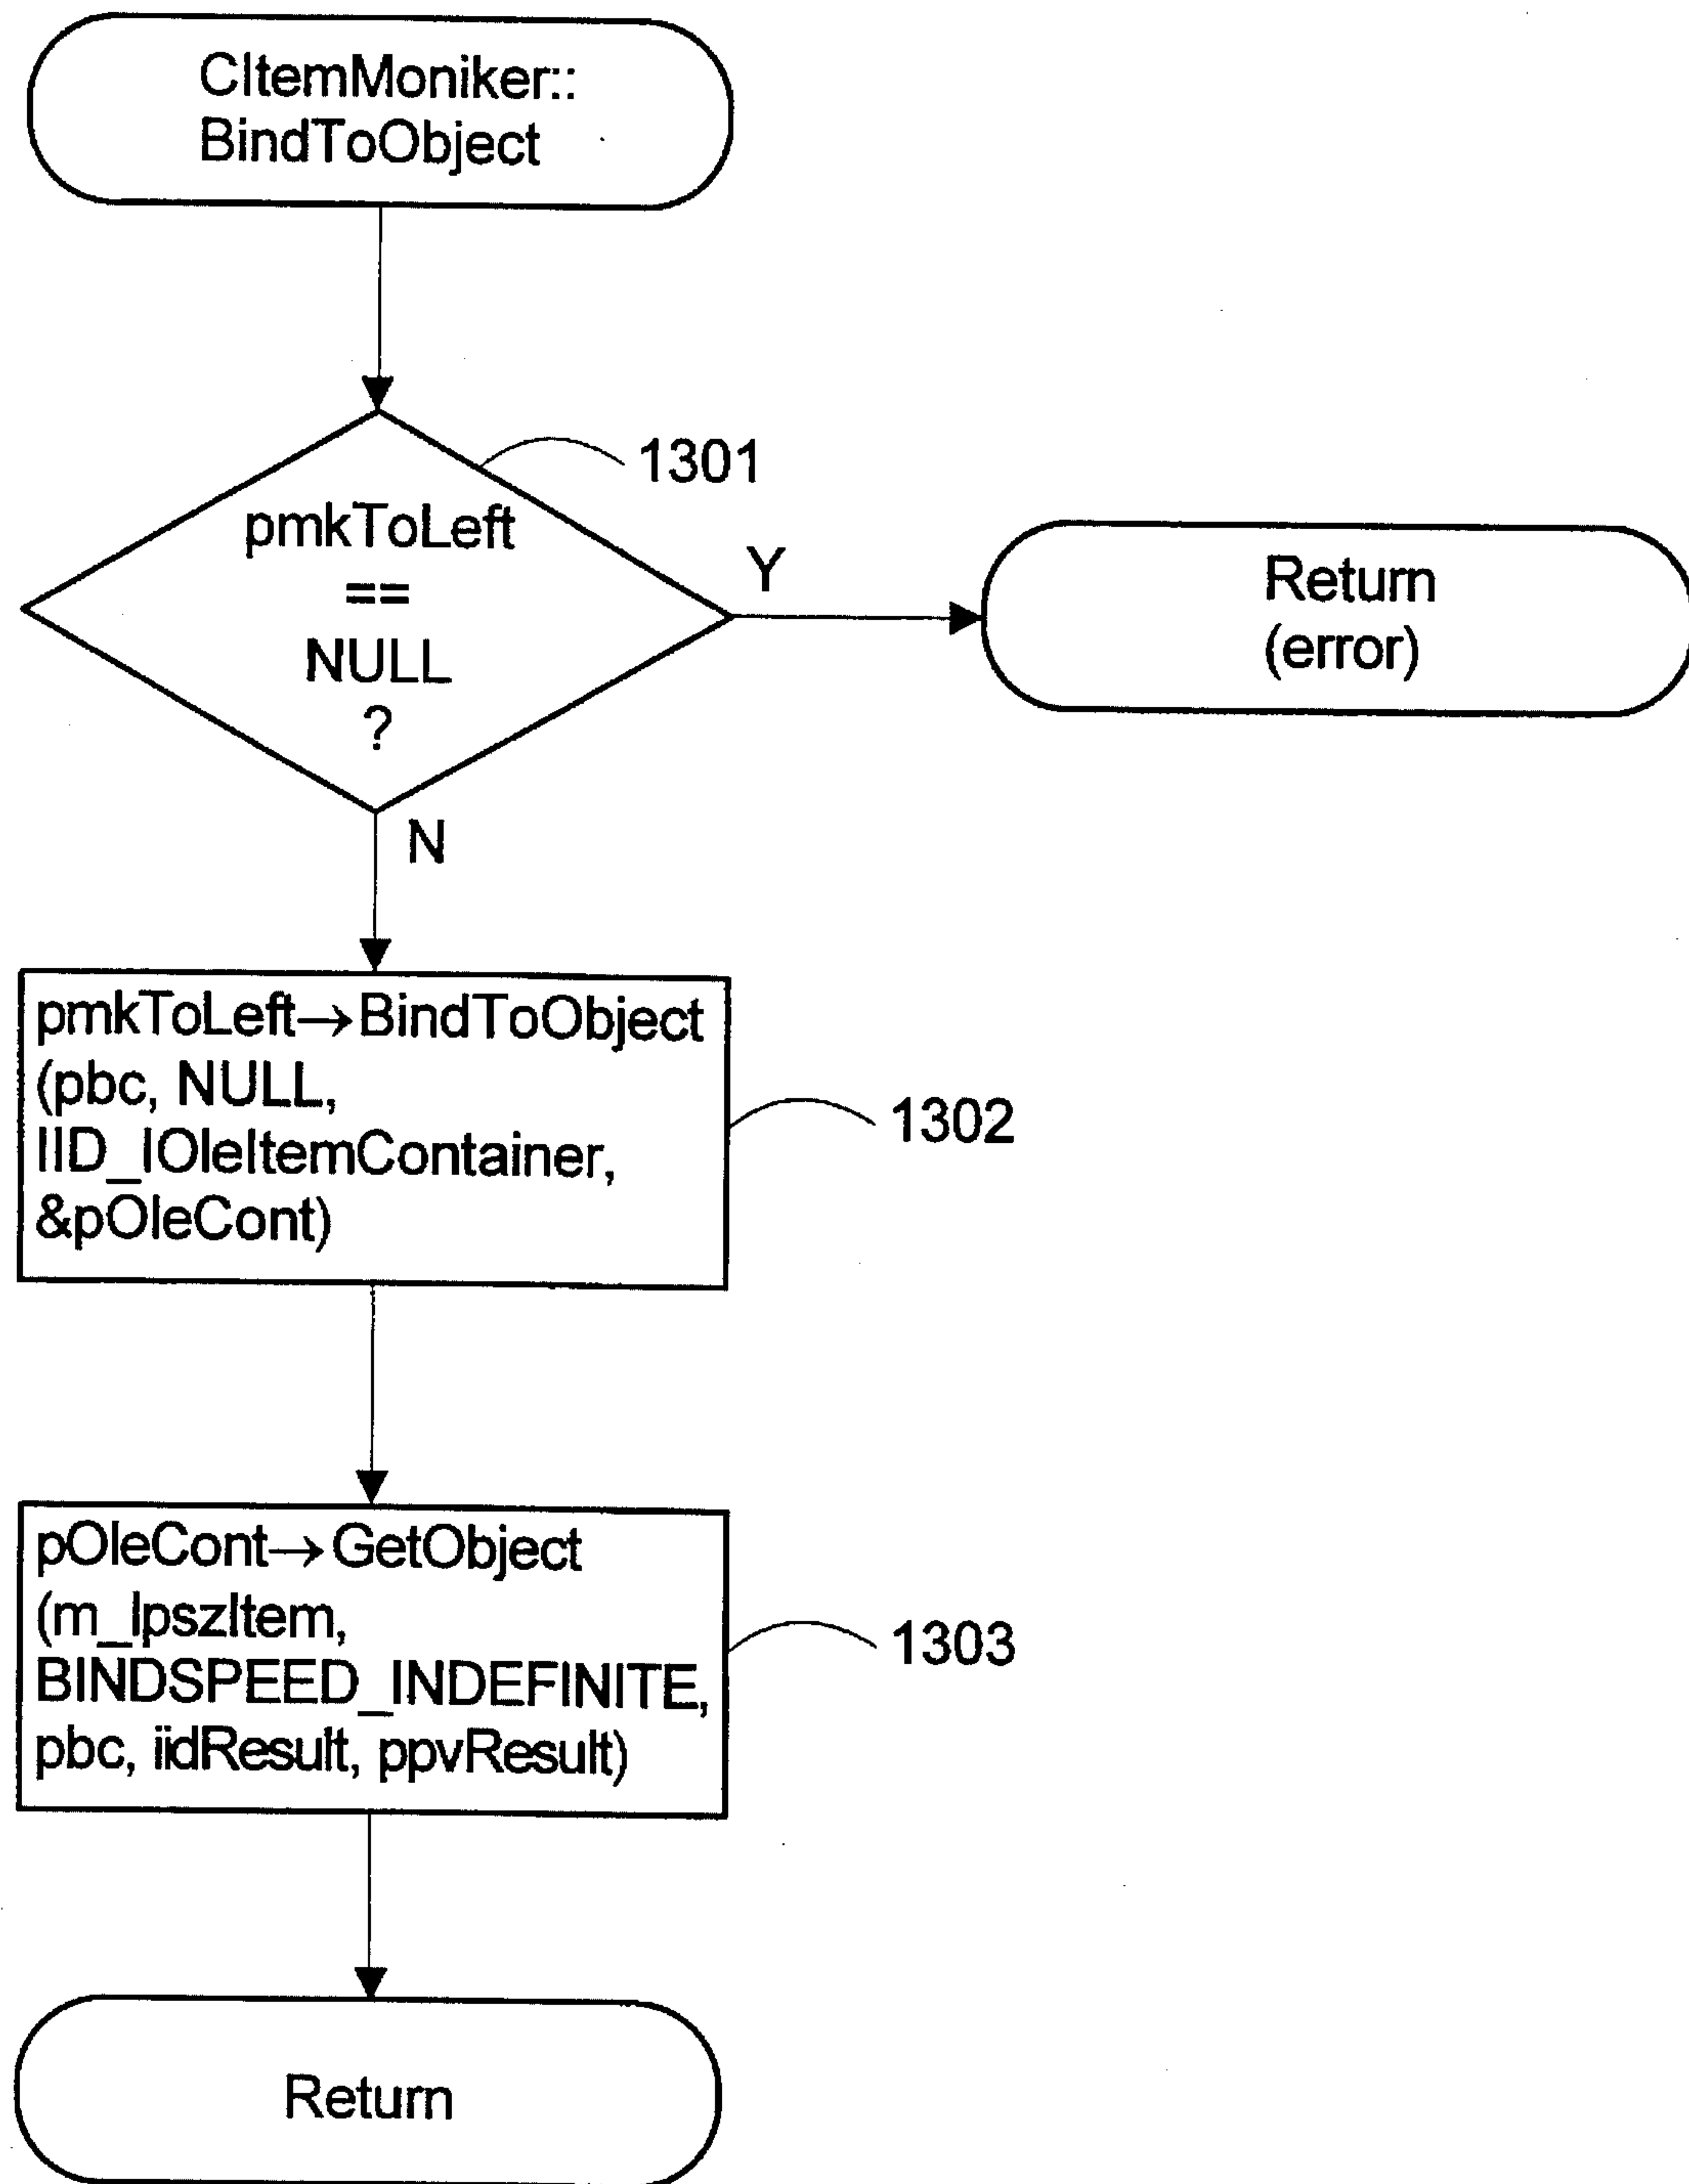 CItemMoniker::
BindToObject
1301
pmkToLeft
==
NULL
?
Y
Return
(error)
N
pmkToLeft→BindToObject
(pbc, NULL,
IID_IOleItemContainer,
&pOleCont)
1302
pOleCont→GetObject
(m_lpszItem,
BINDSPEED_INDEFINITE,
pbc, iidResult, ppvResult)
1303
Return